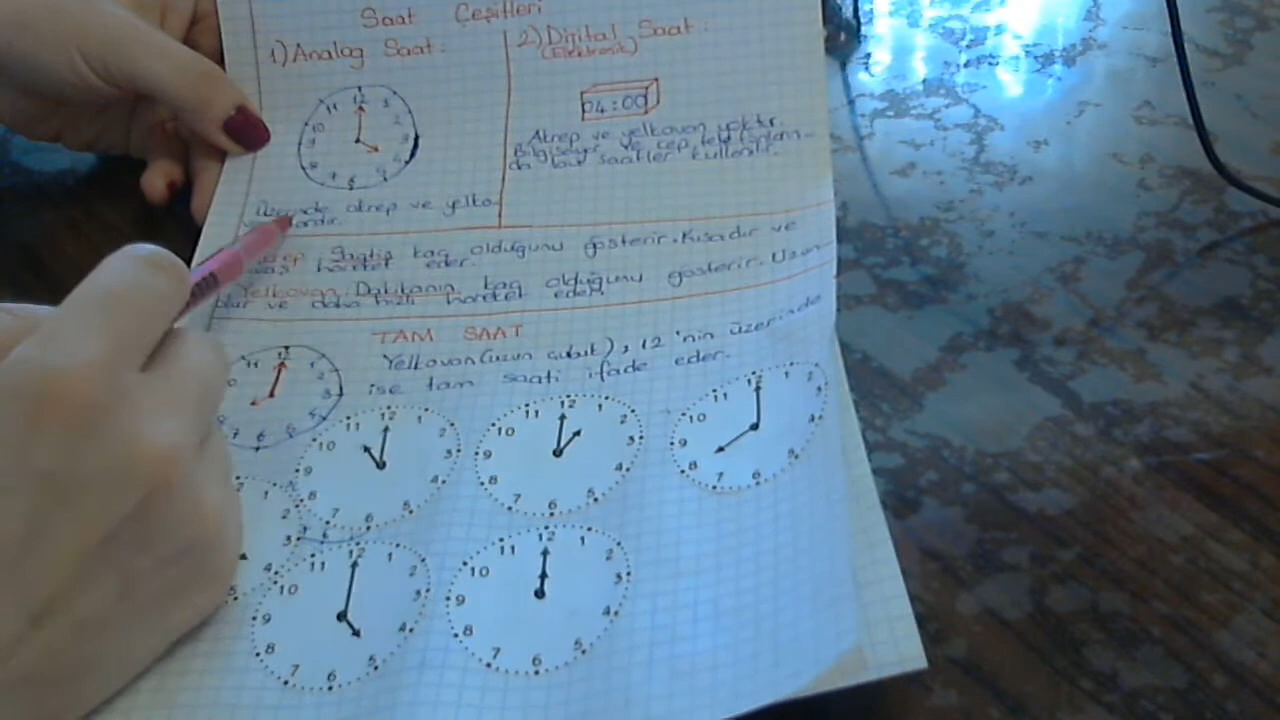 Saat Çeşitleri
1) Analog Saat:
Üzerinde akrep ve yelko-
2) Dijital Saat:
(Elektronik)
04:00
Akrep ve yelkovan yoktur.
Bilgisayar ve cep telefonların-
da bu saatler kullanılır.
Saatin kaç olduğunu gösterir. Kısadır ve
hareket eder.
Yelkovan: Dakikanın kaç olduğunu gösterir. Uzun-
dur ve daha hızlı hareket eder.
TAM SAAT
Yelkovan (uzun çubuk), 12'nin üzerinde
ise tam saati ifade eder.